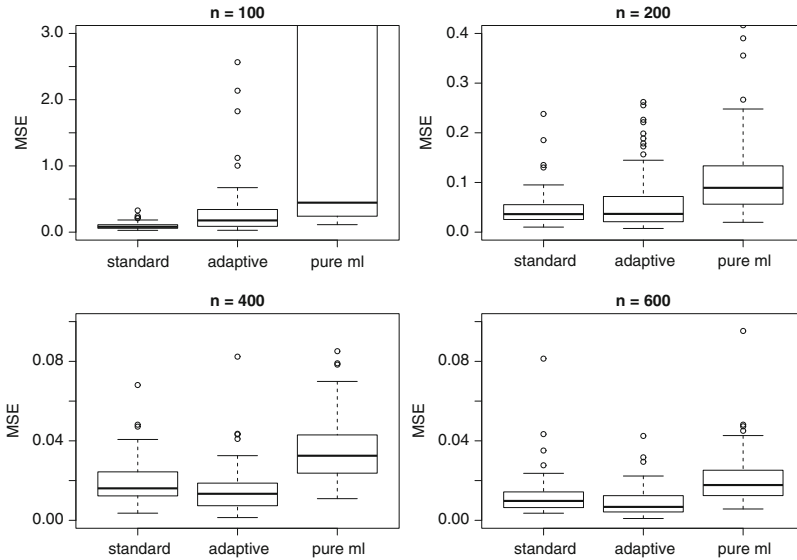 n = 100
MSE
3.0
2.0
1.0
0.0
standard adaptive pure ml
n = 200
MSE
0.4
0.3
0.2
0.1
0.0
standard adaptive pure ml
n = 400
MSE
0.08
0.04
0.00
standard adaptive pure ml
n = 600
MSE
0.08
0.04
0.00
standard adaptive pure ml